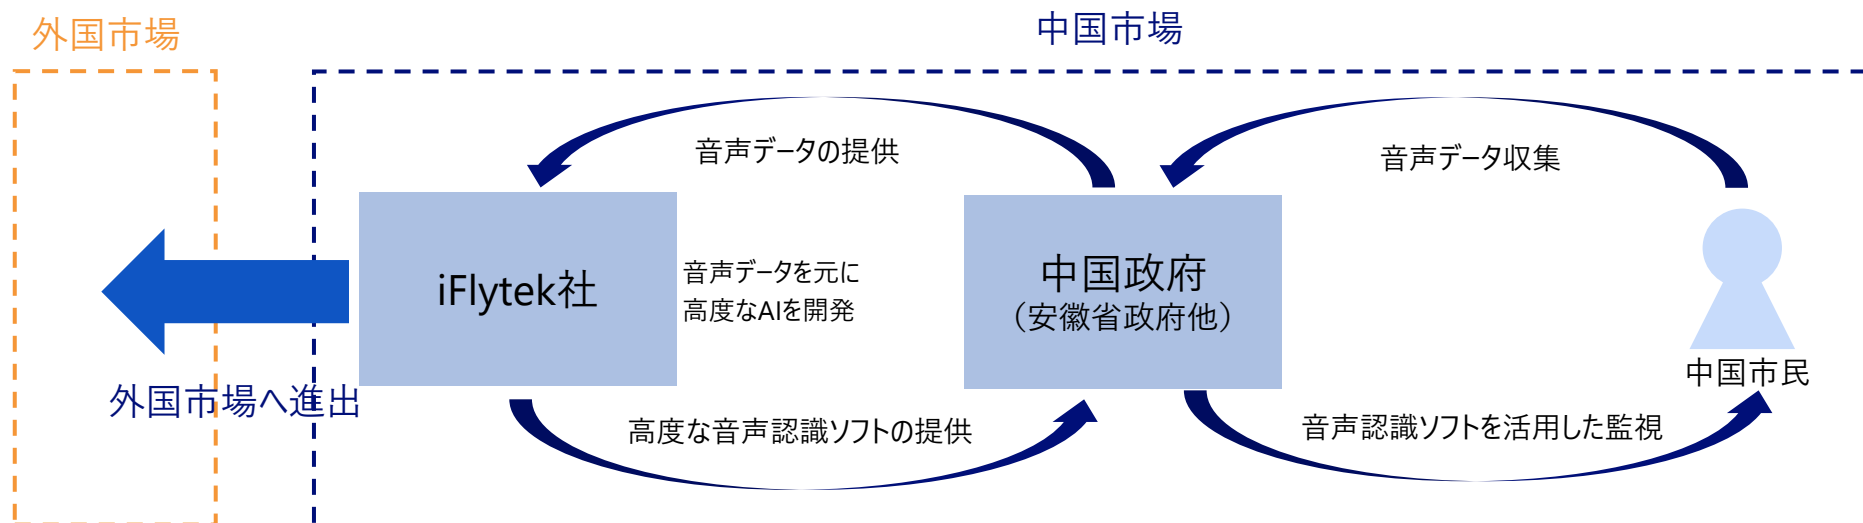 外国市場
中国市場
音声データの提供
音声データ収集
iFlytek社
音声データを元に
高度なAIを開発
中国政府
（安徽省政府他）
中国市民
外国市場へ進出
高度な音声認識ソフトの提供
音声認識ソフトを活用した監視